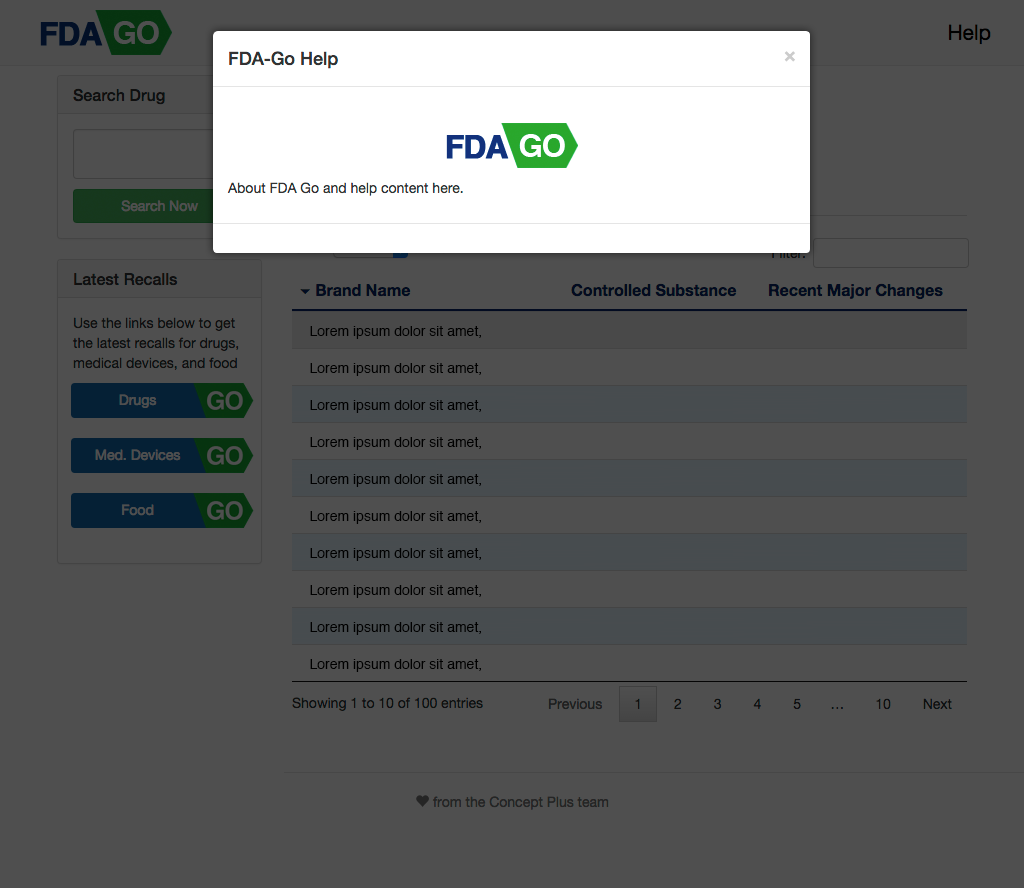 FDA GO
Help
FDA-Go Help
×
FDA GO
About FDA Go and help content here.
Search Drug
Search Now
Latest Recalls
Use the links below to get
the latest recalls for drugs,
medical devices, and food
Drugs GO
Med. Devices GO
Food GO
Filter:
Brand Name Controlled Substance Recent Major Changes
Lorem ipsum dolor sit amet,
Lorem ipsum dolor sit amet,
Lorem ipsum dolor sit amet,
Lorem ipsum dolor sit amet,
Lorem ipsum dolor sit amet,
Lorem ipsum dolor sit amet,
Lorem ipsum dolor sit amet,
Lorem ipsum dolor sit amet,
Lorem ipsum dolor sit amet,
Lorem ipsum dolor sit amet,
Showing 1 to 10 of 100 entries Previous 1 2 3 4 5 … 10 Next
♥ from the Concept Plus team